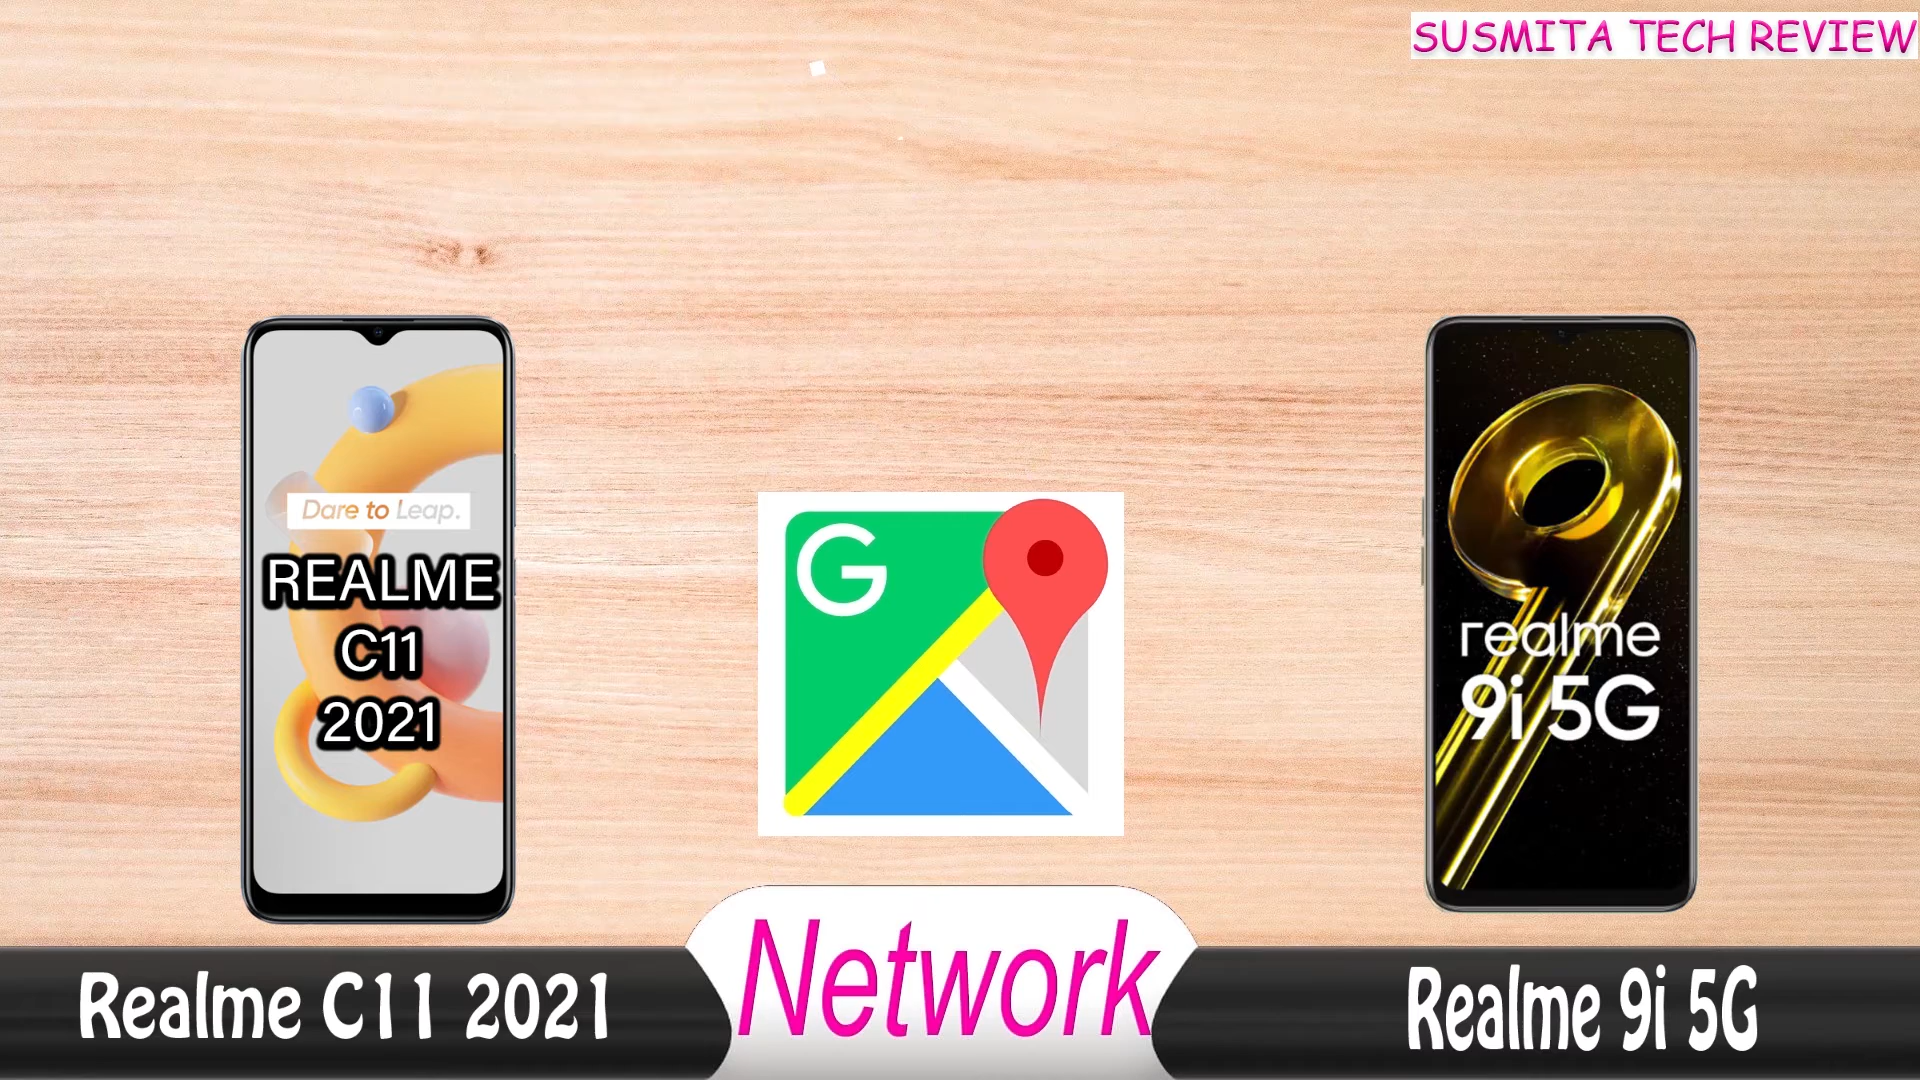 SUSMITA TECH REVIEW
Dare to Leap.
REALME
C11
2021
G
realme
9i 5G
Realme C11 2021
Network
Realme 9i 5G